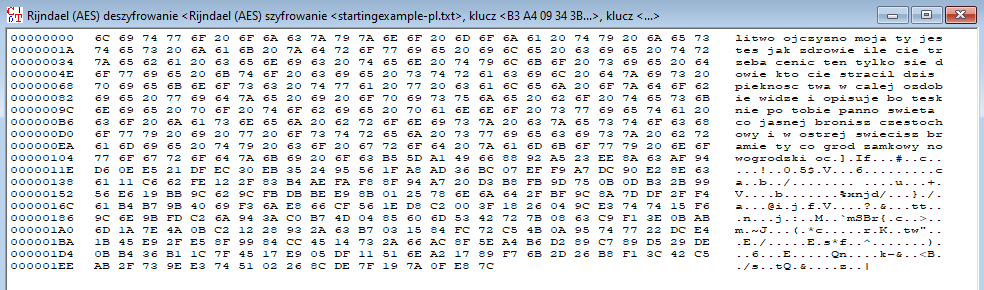 Rijndael (AES) deszyfrowanie <Rijndael (AES) szyfrowanie <startingexample-pl.txt>, klucz <B3 A4 09 34 3B...>, klucz <...>
00000000 6C 69 74 77 6F 20 6F 6A 63 7A 79 7A 6E 6F 20 6D 6F 6A 61 20 74 79 20 6A 65 73 litwo ojczyzno moja ty jes
0000001A 74 65 73 20 6A 61 6B 20 7A 64 72 6F 77 69 65 20 69 6C 65 20 63 69 65 20 74 72 tes jak zdrowie ile cie tr
00000034 7A 65 62 61 20 63 65 6E 69 63 20 74 65 6E 20 74 79 6C 6B 6F 20 73 69 65 20 64 zeba cenic ten tylko sie d
0000004E 6F 77 69 65 20 6B 74 6F 20 63 69 65 20 73 74 72 61 63 69 6C 20 64 7A 69 73 20 owie kto cie stracil dzis
00000068 70 69 65 6B 6E 6F 73 63 20 74 77 61 20 77 20 63 61 6C 65 6A 20 6F 7A 64 6F 62 pieknosc twa w calej ozdob
00000082 69 65 20 77 69 64 7A 65 20 69 20 6F 70 69 73 75 6A 65 20 62 6F 20 74 65 73 6B ie widze i opisuje bo tesk
0000009C 6E 69 65 20 70 6F 20 74 6F 62 69 65 20 70 61 6E 6E 6F 20 73 77 69 65 74 61 20 nie po tobie panno swieta
000000B6 63 6F 20 6A 61 73 6E 65 6A 20 62 72 6F 6E 69 73 7A 20 63 7A 65 73 74 6F 63 68 co jasnej bronisz czestoch
000000D0 6F 77 79 20 69 20 77 20 6F 73 74 72 65 6A 20 73 77 69 65 63 69 73 7A 20 62 72 owy i w ostrej swiecisz br
000000EA 61 6D 69 65 20 74 79 20 63 6F 20 67 72 6F 64 20 7A 61 6D 6B 6F 77 79 20 6E 6F amie ty co grod zamkowy no
00000104 77 6F 67 72 6F 64 7A 6B 69 20 6F 63 B5 5D A1 49 66 88 92 A5 23 EE 8A 63 AF 94 wogrodzki oc.].If...#..c..
0000011E D6 0E E5 21 DF EC 30 EB 35 24 95 56 1F A8 AD 36 BC 07 EF F9 A7 DC 90 E2 8E 63 ...!..0.5$.V...6.........c
00000138 61 11 C6 62 FE 12 2F 83 B4 AE FA F8 8F 94 A7 20 D3 B8 FB 9D 75 0B 0D B3 2B 99 a..b../........ ....u...+.
00000152 56 E6 19 BB 9C 62 9C FB DB BE E9 8B 01 25 78 6E 6A 64 2F BF 9C 8A 7D DF 2F F4 V....b.......%xnjd/...}./.
0000016C 61 B4 B7 9B 40 69 F3 6A E8 66 CF 56 1E D8 C2 00 3F 18 26 04 9C E3 74 74 15 F6 a...@i.j.f.V....?.&...tt..
00000186 9C 6E 9B FD C2 6A 94 3A C0 B7 4D 04 85 60 6D 53 42 72 7B 08 63 C9 F1 3E 0B AB .n...j.:..M..`mSBr{.c..>..
000001A0 6D 1A 7E 4A 0B C2 12 28 93 2A 63 B7 03 15 84 FC 72 C5 4B 0A 95 74 77 22 DC E4 m.~J...(.*c.....r.K..tw"..
000001BA 1B 45 E9 2F E5 8F 99 84 CC 45 14 73 2A 66 AC 8F 5E A4 B6 D2 89 C7 89 D5 29 DE .E./.....E.s*f..^.......).
000001D4 0B B4 36 B1 1C 7F 45 17 E9 05 DF 11 51 6E A2 17 89 F7 6B 2D 26 B8 F1 3C 42 C5 ..6...E.....Qn....k-&..<B.
000001EE AB 2F 73 9E E3 74 51 02 26 8C DE 7F 19 7A 0F E8 7C ./s..tQ.&....z..|